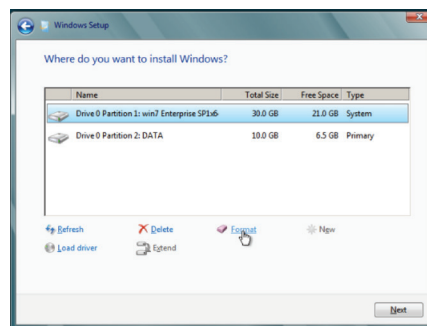 Windows Setup
Where do you want to install Windows?
Name Total Size Free Space Type
Drive 0 Partition 1: win7 Enterprise SP1x6 30.0 GB 21.0 GB System
Drive 0 Partition 2: DATA 10.0 GB 6.5 GB Primary
Refresh Delete Format New
Load driver Extend
Next